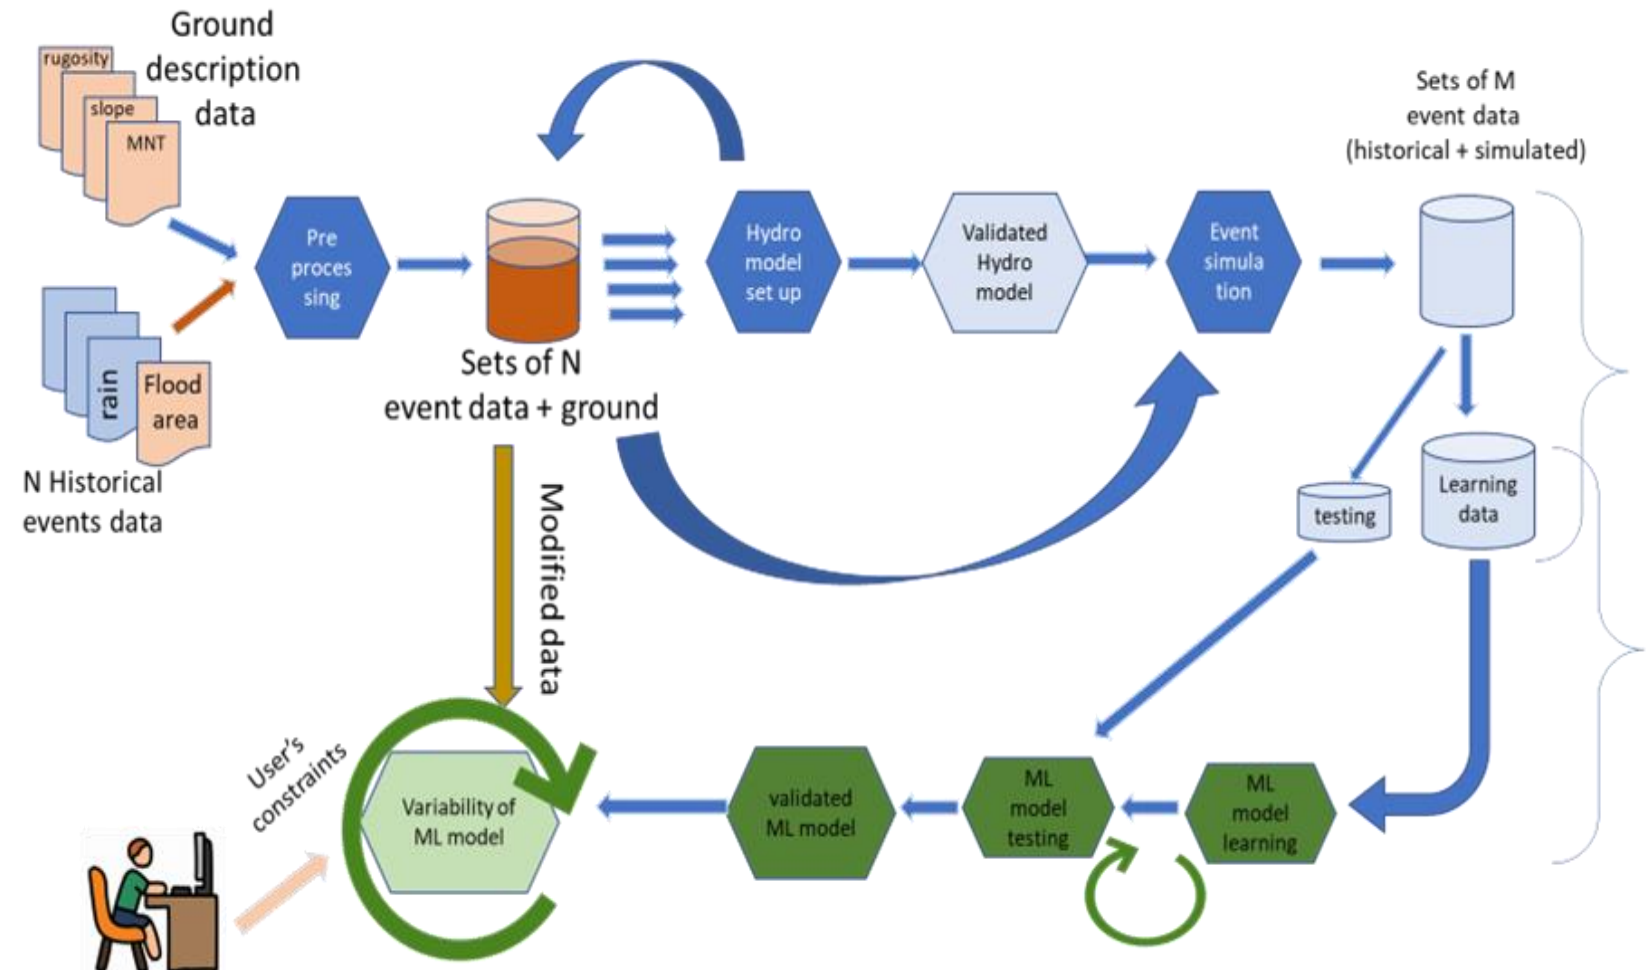 Ground
description
data
rugosity
slope
MNT
Sets of M
event data
(historical + simulated)
Pre
proces
sing
Hydro
model
set up
Validated
Hydro
model
Event
simula
tion
rain
Flood
area
N Historical
events data
Sets of N
event data + ground
Learning
data
testing
Modified data
User's
constraints
Variability of
ML model
validated
ML model
ML
model
testing
ML
model
learning